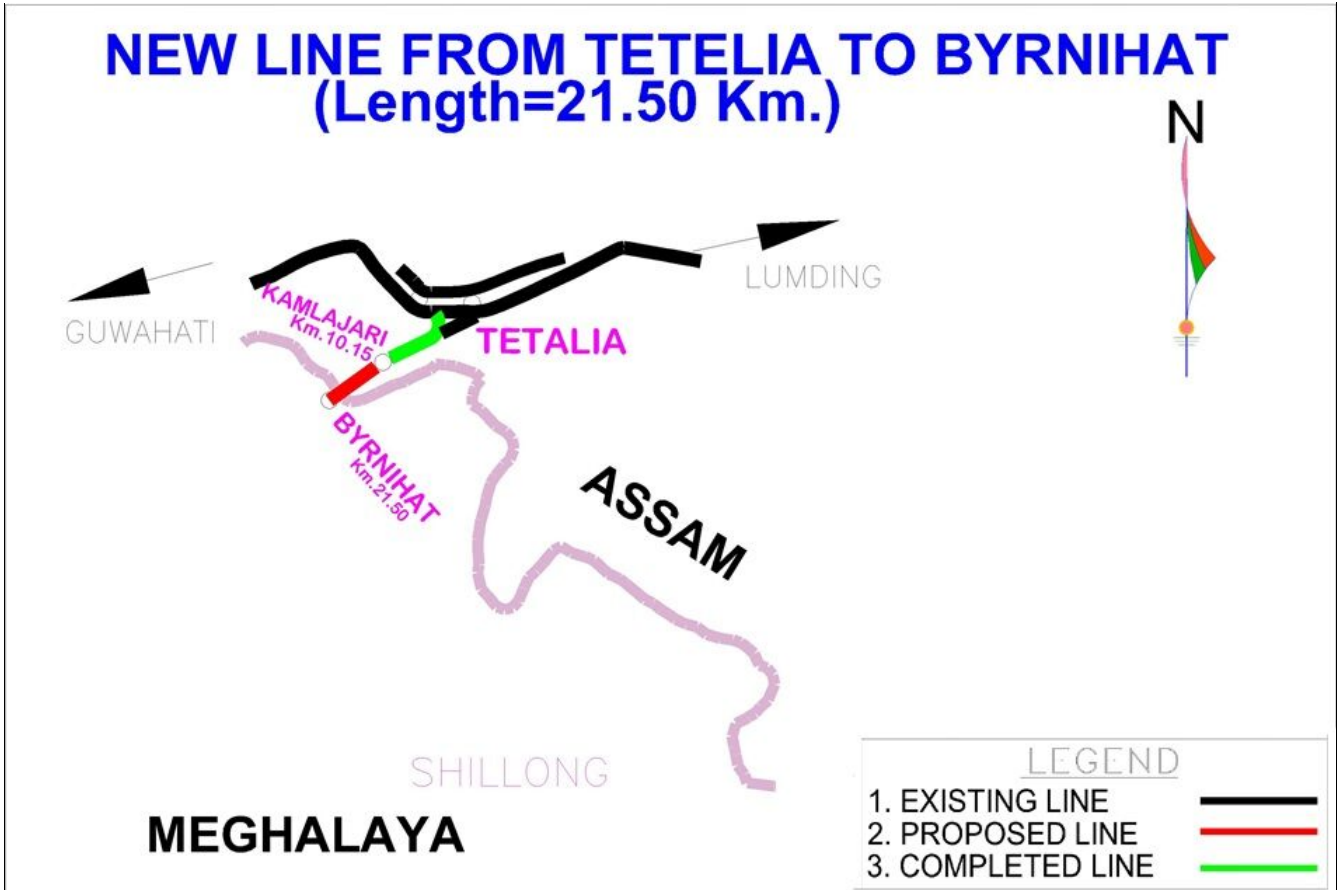 NEW LINE FROM TETELIA TO BYRNIHAT
(Length=21.50 Km.)
N
LUMDING
GUWAHATI
KAMLAJARI
Km.10.15
TETALIA
BYRNIHAT
Km.21.50
ASSAM
SHILLONG
MEGHALAYA
LEGEND
1. EXISTING LINE
2. PROPOSED LINE
3. COMPLETED LINE